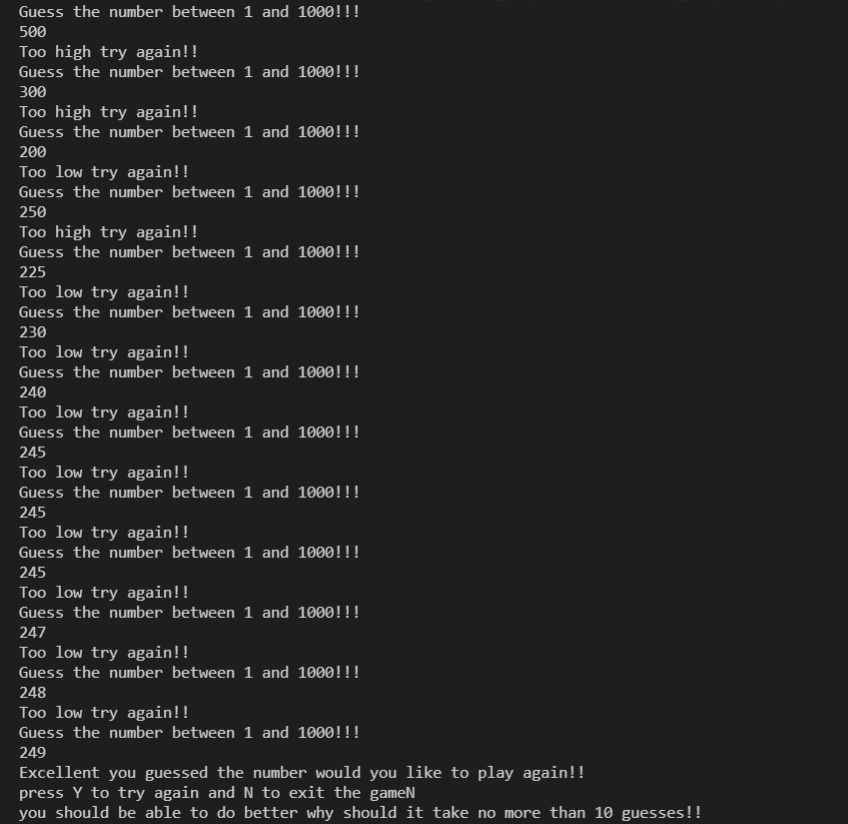 Guess the number between 1 and 1000!!!
500
Too high try again!!
Guess the number between 1 and 1000!!!
300
Too high try again!!
Guess the number between 1 and 1000!!!
200
Too low try again!!
Guess the number between 1 and 1000!!!
250
Too high try again!!
Guess the number between 1 and 1000!!!
225
Too low try again!!
Guess the number between 1 and 1000!!!
230
Too low try again!!
Guess the number between 1 and 1000!!!
240
Too low try again!!
Guess the number between 1 and 1000!!!
245
Too low try again!!
Guess the number between 1 and 1000!!!
245
Too low try again!!
Guess the number between 1 and 1000!!!
245
Too low try again!!
Guess the number between 1 and 1000!!!
247
Too low try again!!
Guess the number between 1 and 1000!!!
248
Too low try again!!
Guess the number between 1 and 1000!!!
249
Excellent you guessed the number would you like to play again!!
press Y to try again and N to exit the gameN
you should be able to do better why should it take no more than 10 guesses!!